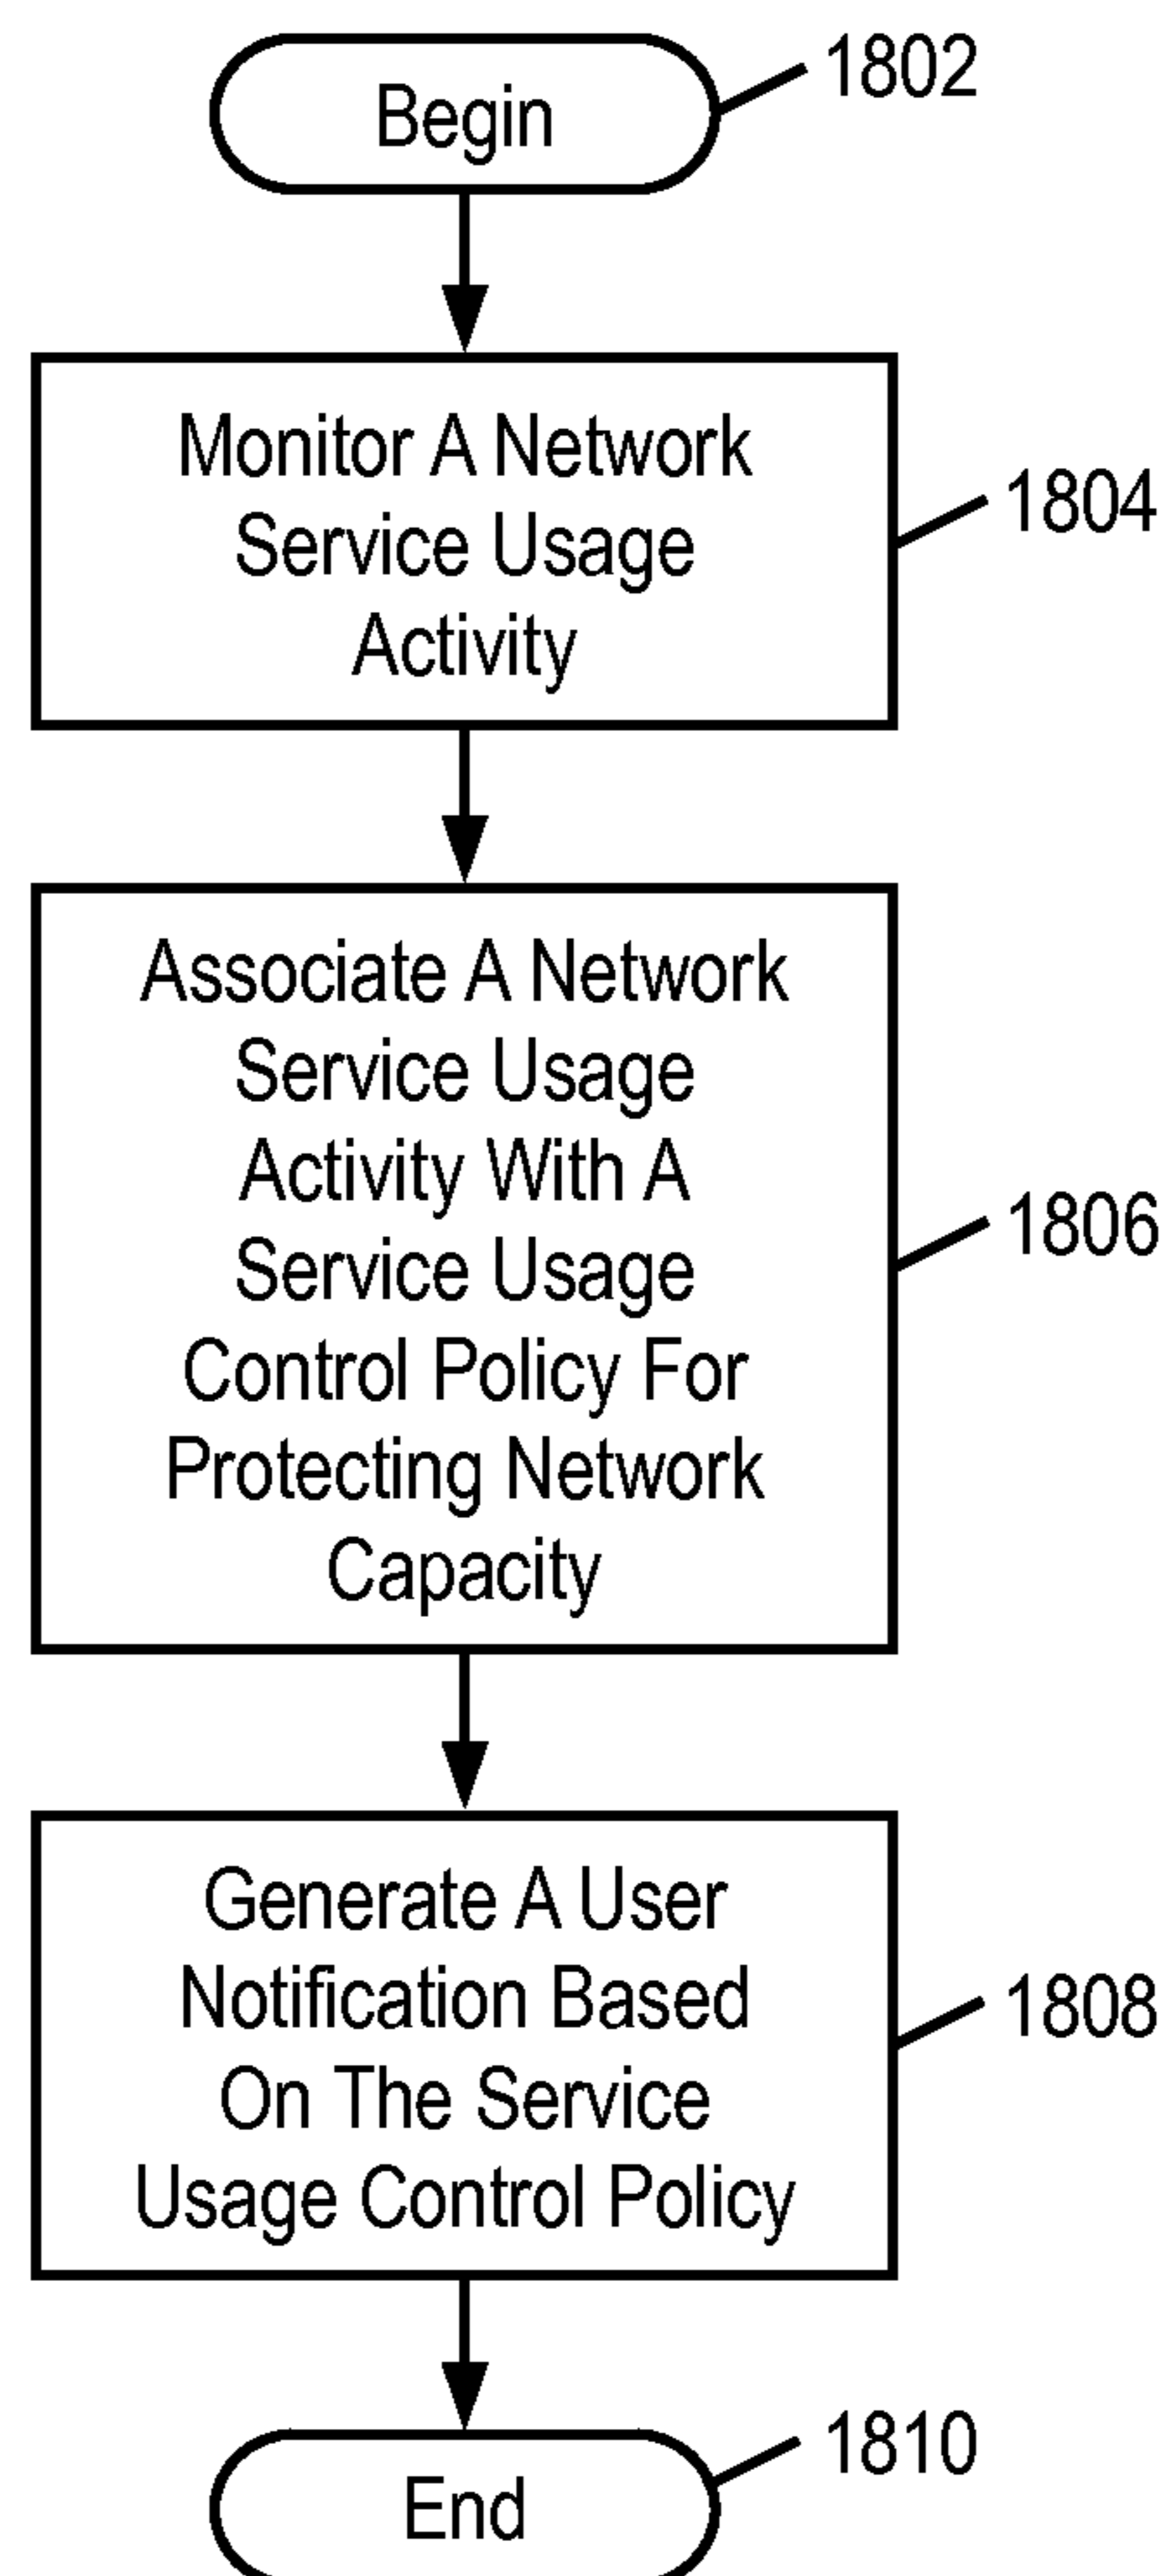 Begin
1802
Monitor A Network
Service Usage
Activity
1804
Associate A Network
Service Usage
Activity With A
Service Usage
Control Policy For
Protecting Network
Capacity
1806
Generate A User
Notification Based
On The Service
Usage Control Policy
1808
End
1810